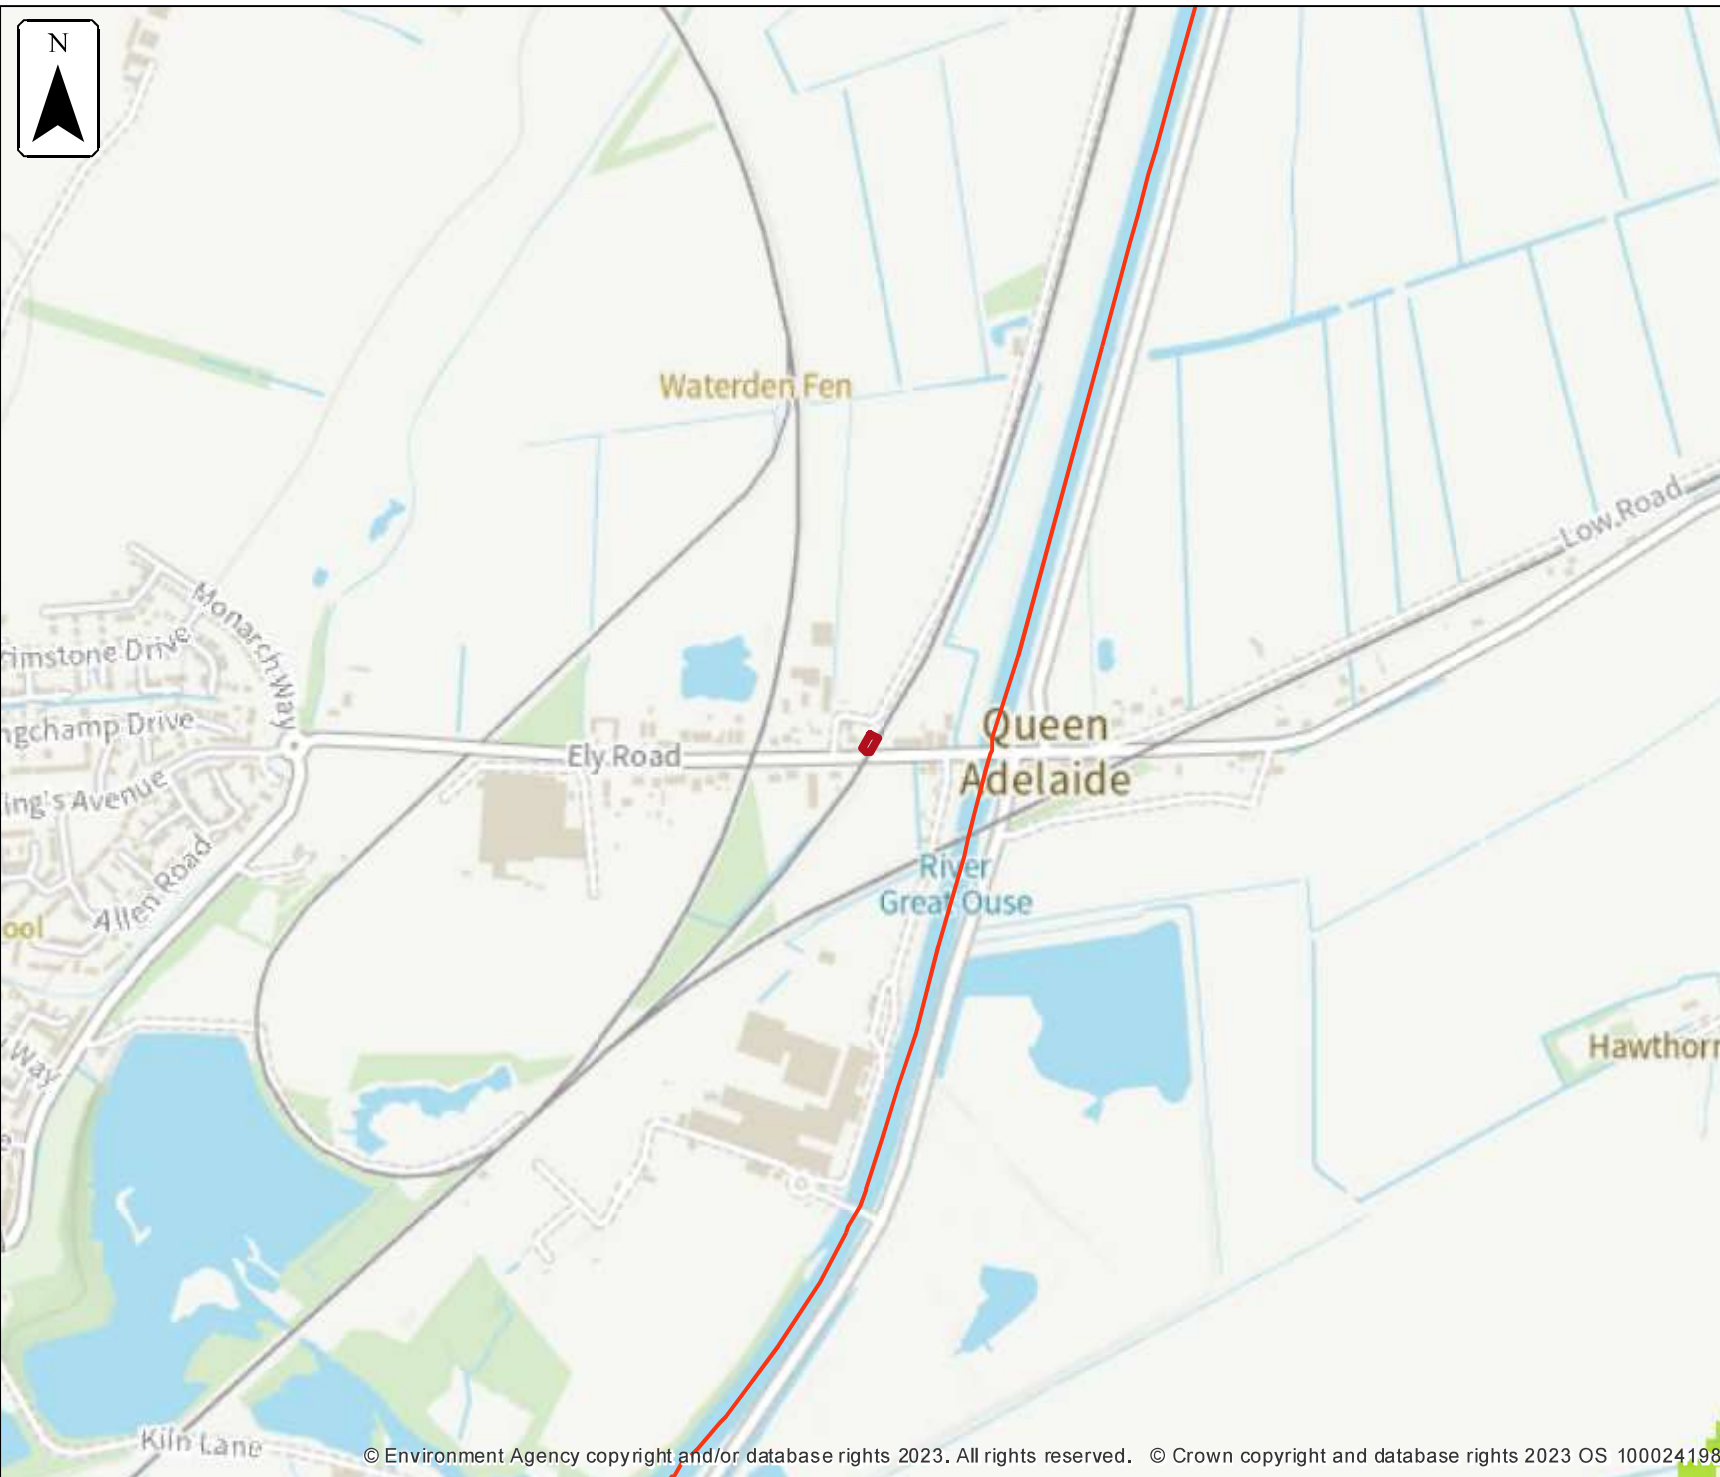 N
Waterden Fen
Low Road
Monarch Way
rimstone Drive
ngchamp Drive
Queen
Adelaide
Ely Road
ing's Avenue
Allen Road
River
Great Ouse
ool
Way
Hawthorn
Kiln Lane
© Environment Agency copyright and/or database rights 2023. All rights reserved. © Crown copyright and database rights 2023 OS 100024198